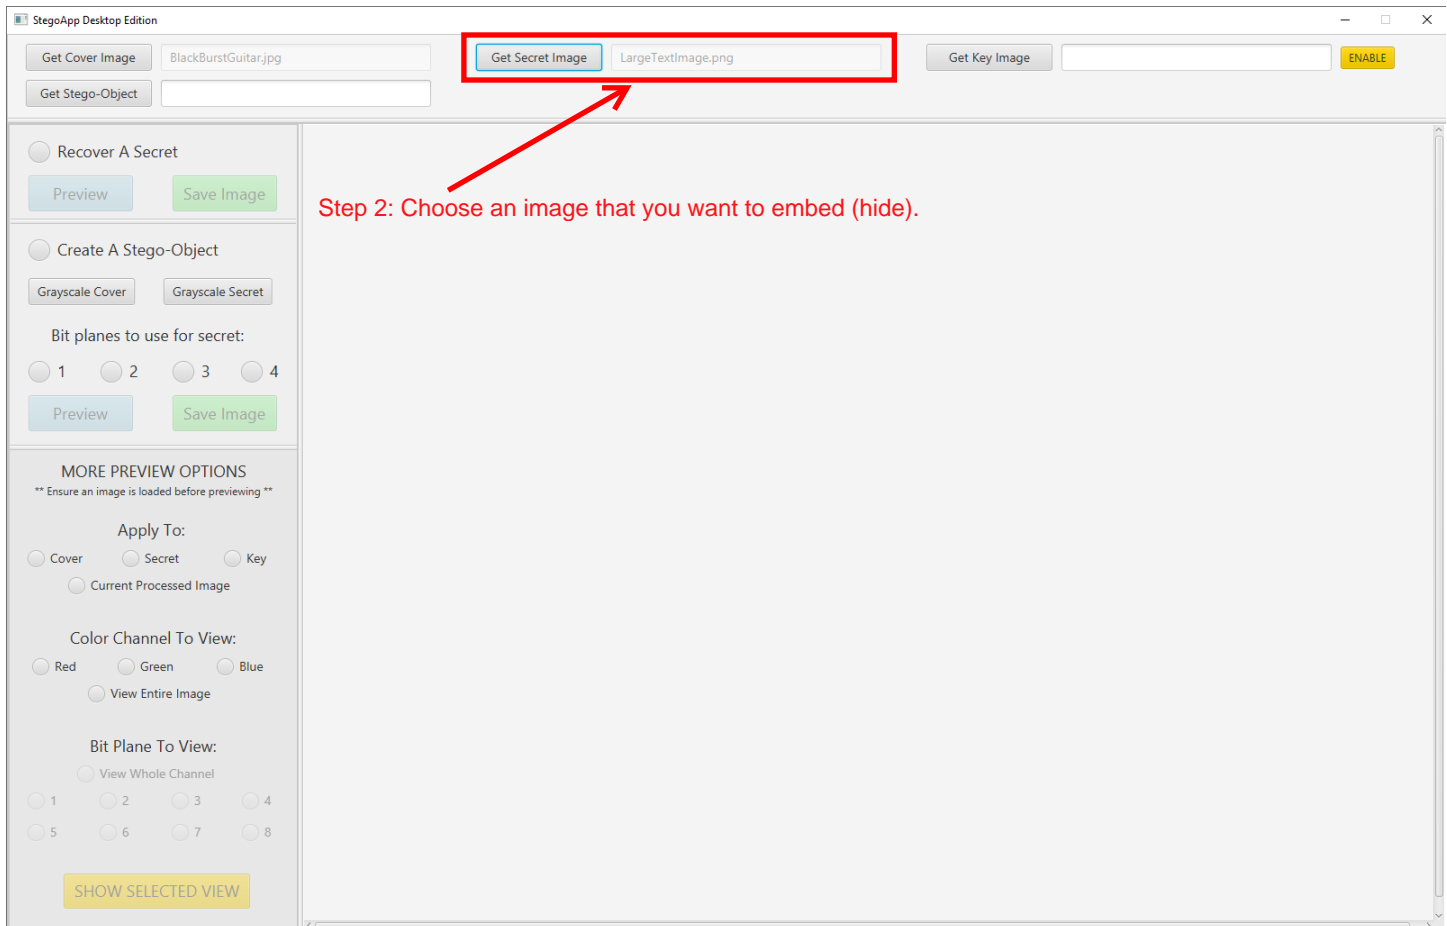 StegoApp Desktop Edition
Get Cover Image BlackBurstGuitar.jpg Get Secret Image LargeTextImage.png Get Key Image ENABLE
Get Stego-Object
Recover A Secret
Preview Save Image
Step 2: Choose an image that you want to embed (hide).
Create A Stego-Object
Grayscale Cover Grayscale Secret
Bit planes to use for secret:
1 2 3 4
Preview Save Image
MORE PREVIEW OPTIONS
** Ensure an image is loaded before previewing **
Apply To:
Cover Secret Key
Current Processed Image
Color Channel To View:
Red Green Blue
View Entire Image
Bit Plane To View:
View Whole Channel
1 2 3 4
5 6 7 8
SHOW SELECTED VIEW